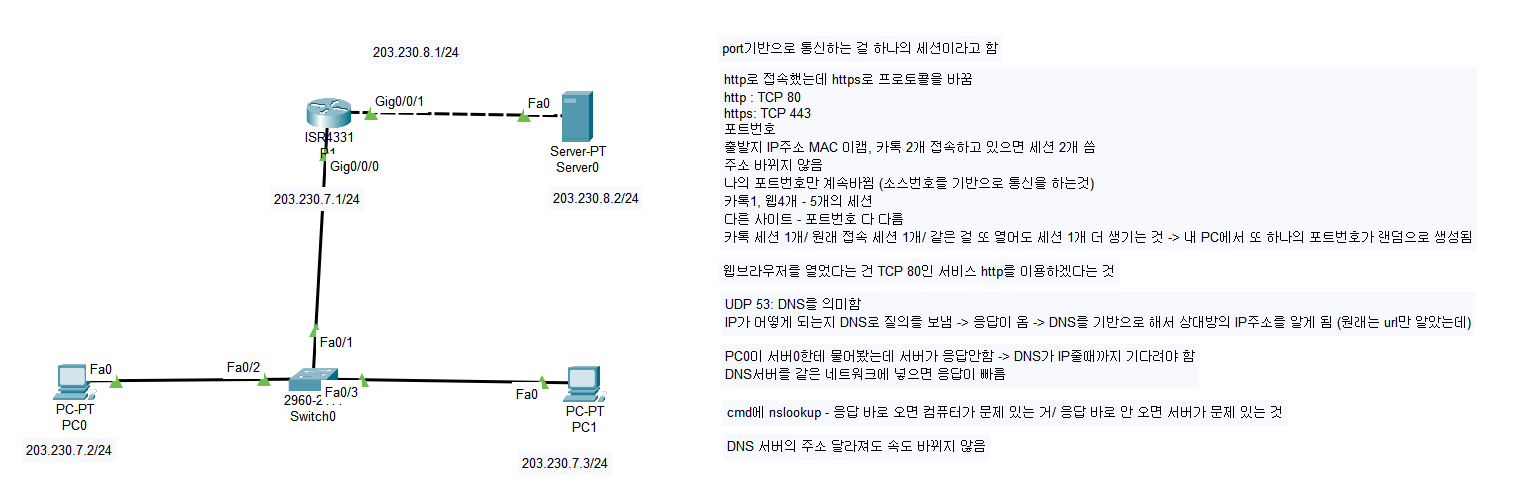 203.230.8.1/24
Gig0/0/1
Fa0
ISR4331
R1
Gig0/0/0
Server-PT
Server0
203.230.7.1/24
203.230.8.2/24
Fa0/1
Fa0
Fa0/2
Fa0/3
Fa0
2960-2
Switch0
PC-PT
PC0
PC-PT
PC1
203.230.7.2/24
203.230.7.3/24
port기반으로 통신하는 걸 하나의 세션이라고 함
http로 접속했는데 https로 프로토콜을 바꿈
http : TCP 80
https: TCP 443
포트번호
출발지 IP주소 MAC 이캠, 카톡 2개 접속하고 있으면 세션 2개 씀
주소 바뀌지 않음
나의 포트번호만 계속바뀜 (소스번호를 기반으로 통신을 하는것)
카톡1, 웹4개 - 5개의 세션
다른 사이트 - 포트번호 다 다름
카톡 세션 1개/ 원래 접속 세션 1개/ 같은 걸 또 열어도 세션 1개 더 생기는 것 -> 내 PC에서 또 하나의 포트번호가 랜덤으로 생성됨
웹브라우저를 열었다는 건 TCP 80인 서비스 http을 이용하겠다는 것
UDP 53: DNS를 의미함
IP가 어떻게 되는지 DNS로 질의를 보냄 -> 응답이 옴 -> DNS를 기반으로 해서 상대방의 IP주소를 알게 됨 (원래는 url만 알았는데)
PC0이 서버0한테 물어봤는데 서버가 응답안함 -> DNS가 IP줄때까지 기다려야 함
DNS서버를 같은 네트워크에 넣으면 응답이 빠름
cmd에 nslookup - 응답 바로 오면 컴퓨터가 문제 있는 거/ 응답 바로 안 오면 서버가 문제 있는 것
DNS 서버의 주소 달라져도 속도 바뀌지 않음